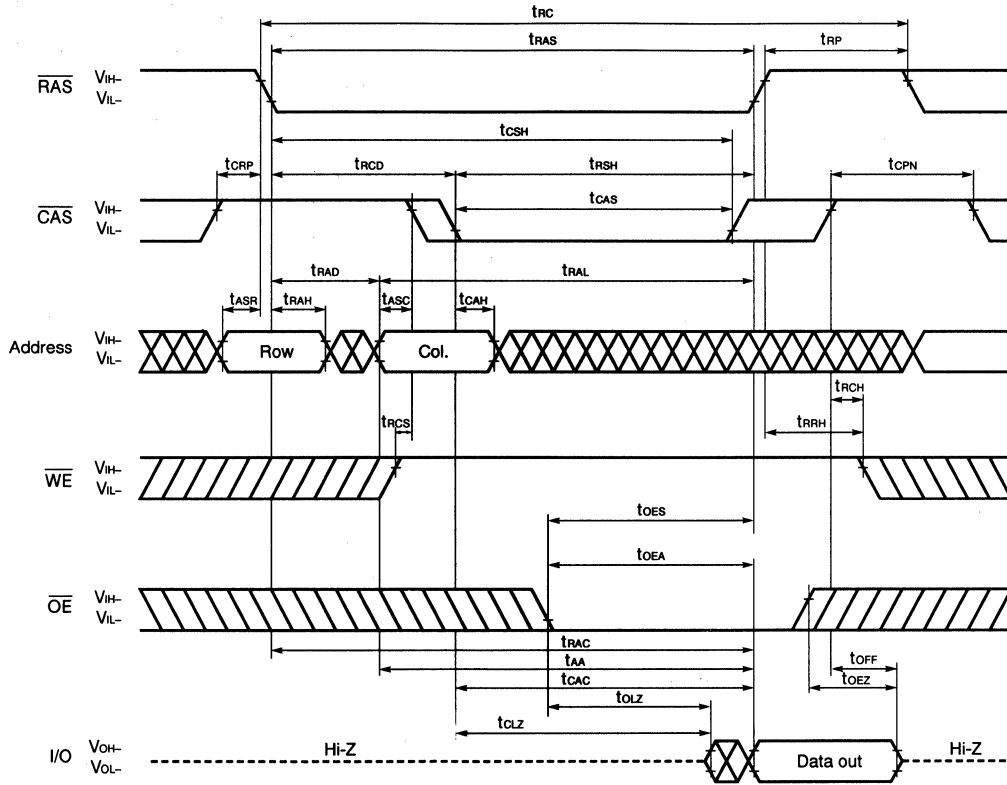 tRC
tRAS tRP
RAS VIH–
VIL–
tCSH
tCRP tRCD tRSH tCPN
CAS VIH–
VIL–
tCAS
tRAD tRAL
tASR tRAH tASC tCAH
Address VIH–
VIL–
Row Col.
tRCH
tRCS tRRH
WE VIH–
VIL–
tOES
tOEA
OE VIH–
VIL–
tRAC
tAA tOFF
tCAC tOEZ
tOLZ
tCLZ
I/O VOH–
VOL–
Hi-Z Data out Hi-Z